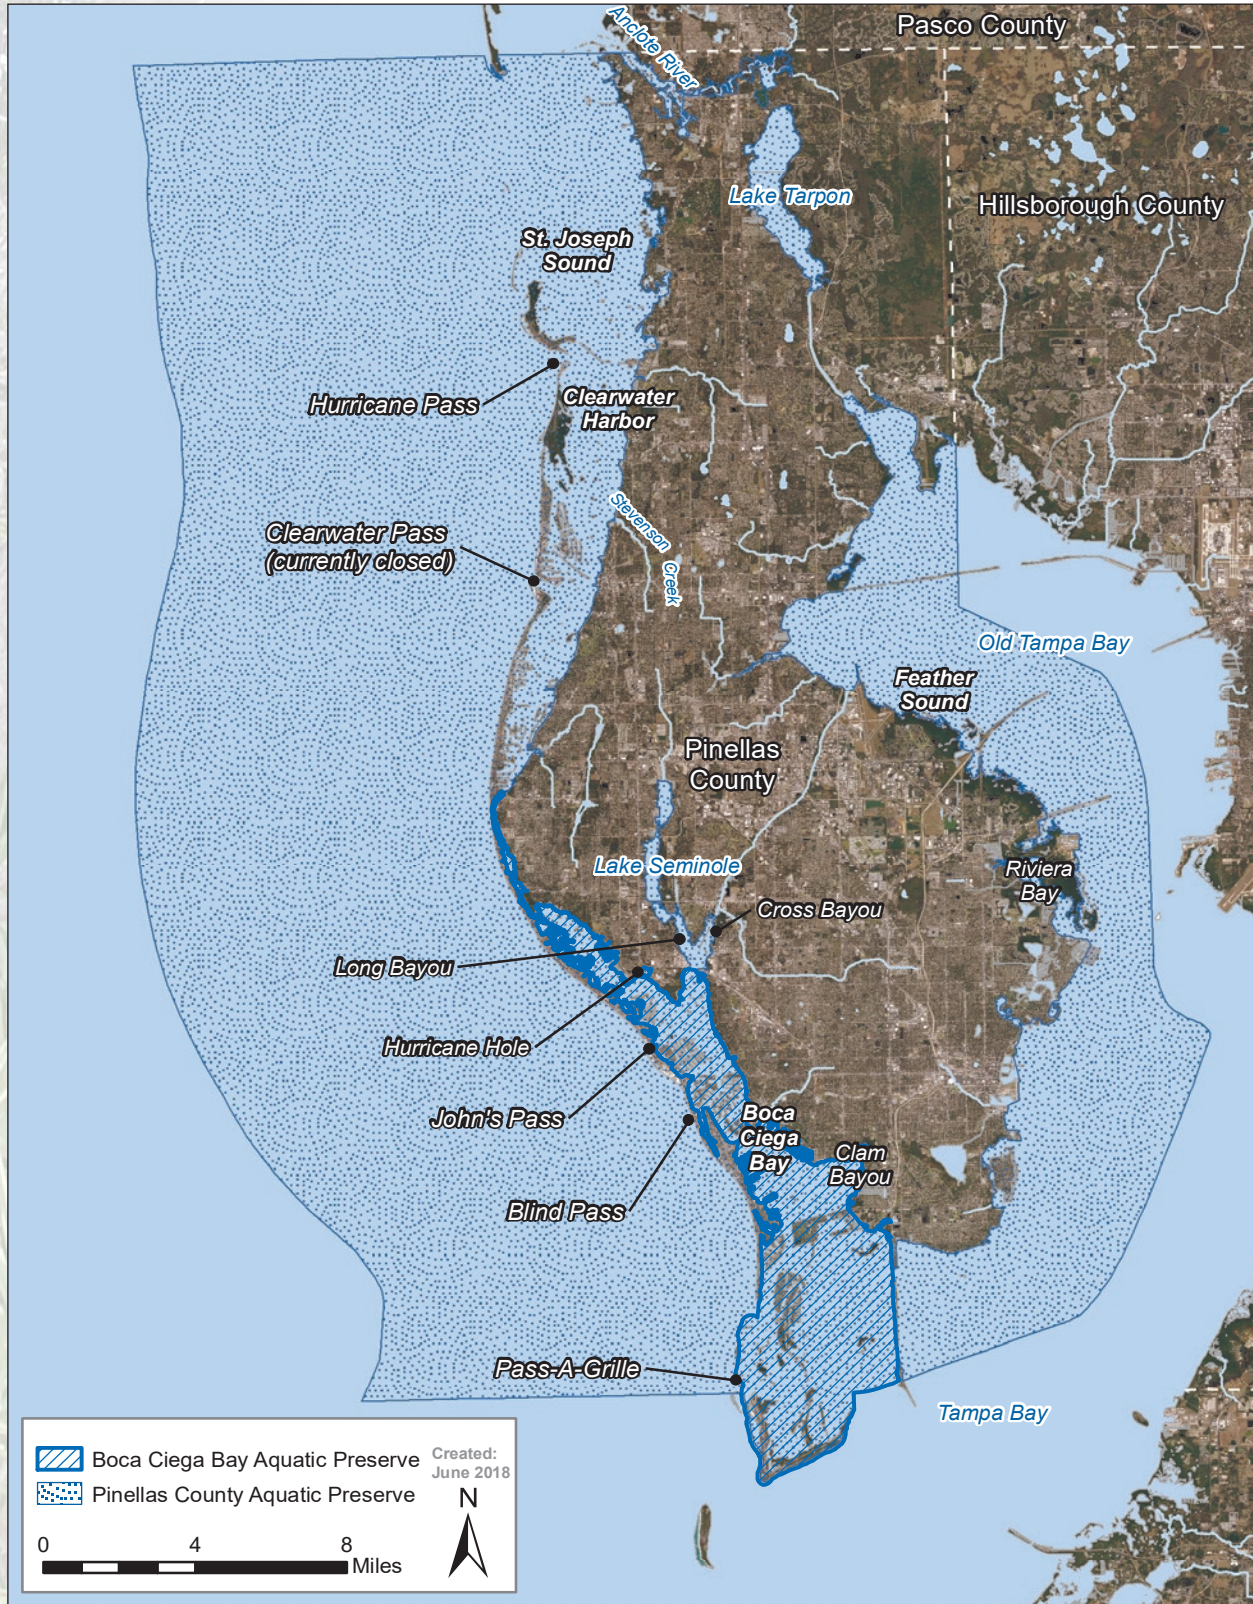 Pasco County
Anclote River
Lake Tarpon
Hillsborough County
St. Joseph
Sound
Hurricane Pass
Clearwater
Harbor
Clearwater Pass
(currently closed)
Stevenson
Creek
Old Tampa Bay
Feather
Sound
Pinellas
County
Lake Seminole
Riviera
Bay
Cross Bayou
Long Bayou
Hurricane Hole
John's Pass
Boca
Ciega
Bay
Clam
Bayou
Blind Pass
Pass-A-Grille
Tampa Bay
Boca Ciega Bay Aquatic Preserve
Pinellas County Aquatic Preserve
Created:
June 2018
N
0 4 8
Miles